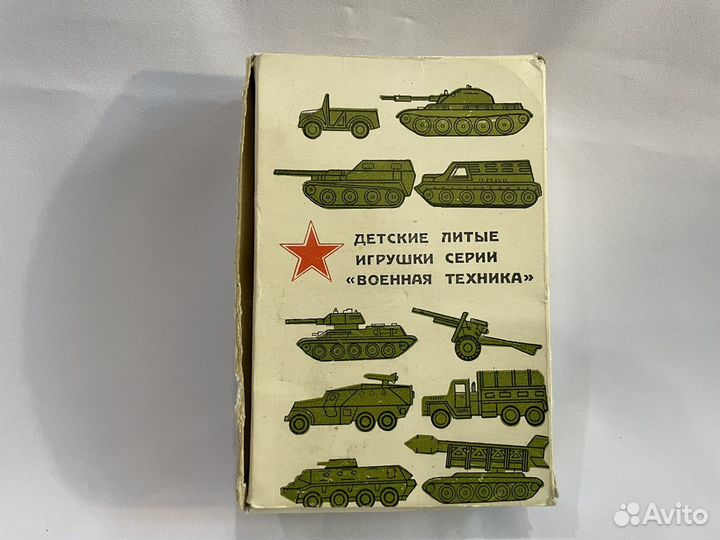 ДЕТСКИЕ ЛИТЫЕ
ИГРУШКИ СЕРИИ
«ВОЕННАЯ ТЕХНИКА»
Avito